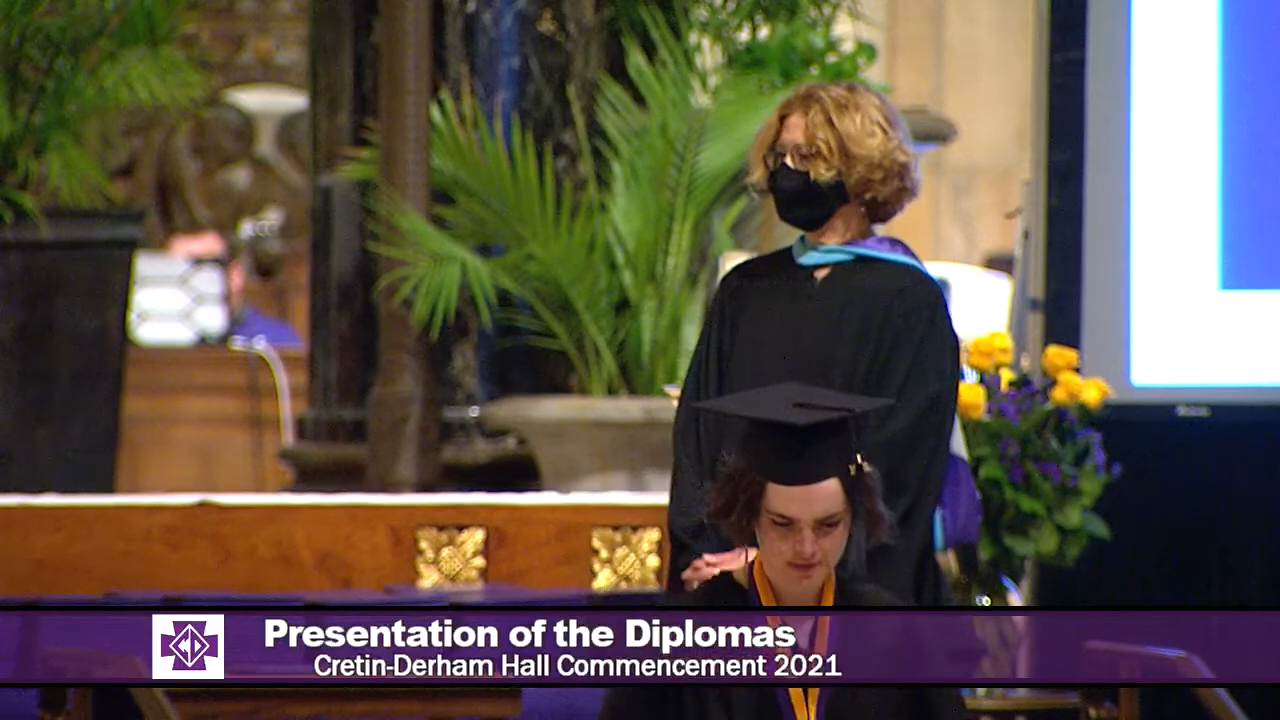 Presentation of the Diplomas
Cretin-Derham Hall Commencement 2021